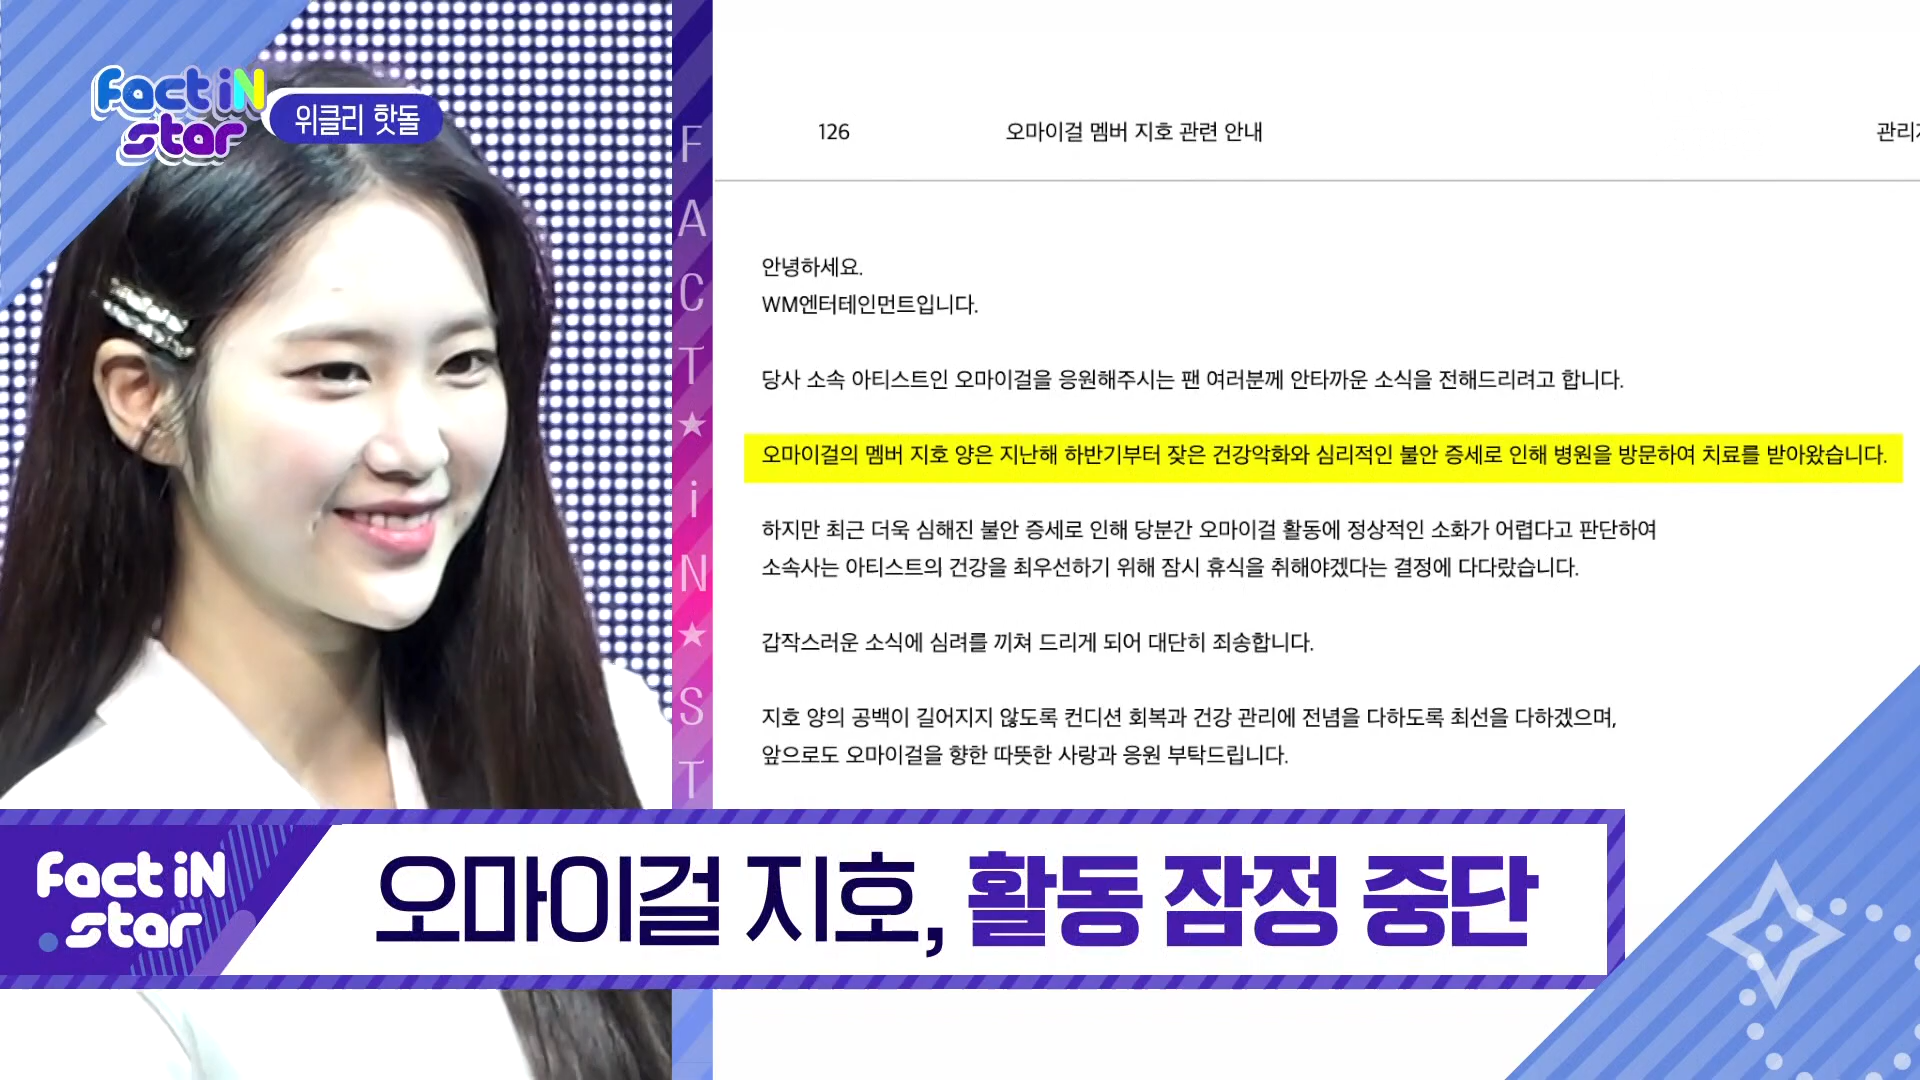 Fact iN
star
위클리 핫돌
FACT★iN★ST
126 오마이걸 멤버 지호 관련 안내 관리
안녕하세요.
WM엔터테인먼트입니다.
당사 소속 아티스트인 오마이걸을 응원해주시는 팬 여러분께 안타까운 소식을 전해드리려고 합니다.
오마이걸의 멤버 지호 양은 지난해 하반기부터 잦은 건강악화와 심리적인 불안 증세로 인해 병원을 방문하여 치료를 받아왔습니다.
하지만 최근 더욱 심해진 불안 증세로 인해 당분간 오마이걸 활동에 정상적인 소화가 어렵다고 판단하여
소속사는 아티스트의 건강을 최우선하기 위해 잠시 휴식을 취해야겠다는 결정에 다다랐습니다.
갑작스러운 소식에 심려를 끼쳐 드리게 되어 대단히 죄송합니다.
지호 양의 공백이 길어지지 않도록 컨디션 회복과 건강 관리에 전념을 다하도록 최선을 다하겠으며,
앞으로도 오마이걸을 향한 따뜻한 사랑과 응원 부탁드립니다.
Fact iN
star
오마이걸 지호, 활동 잠정 중단